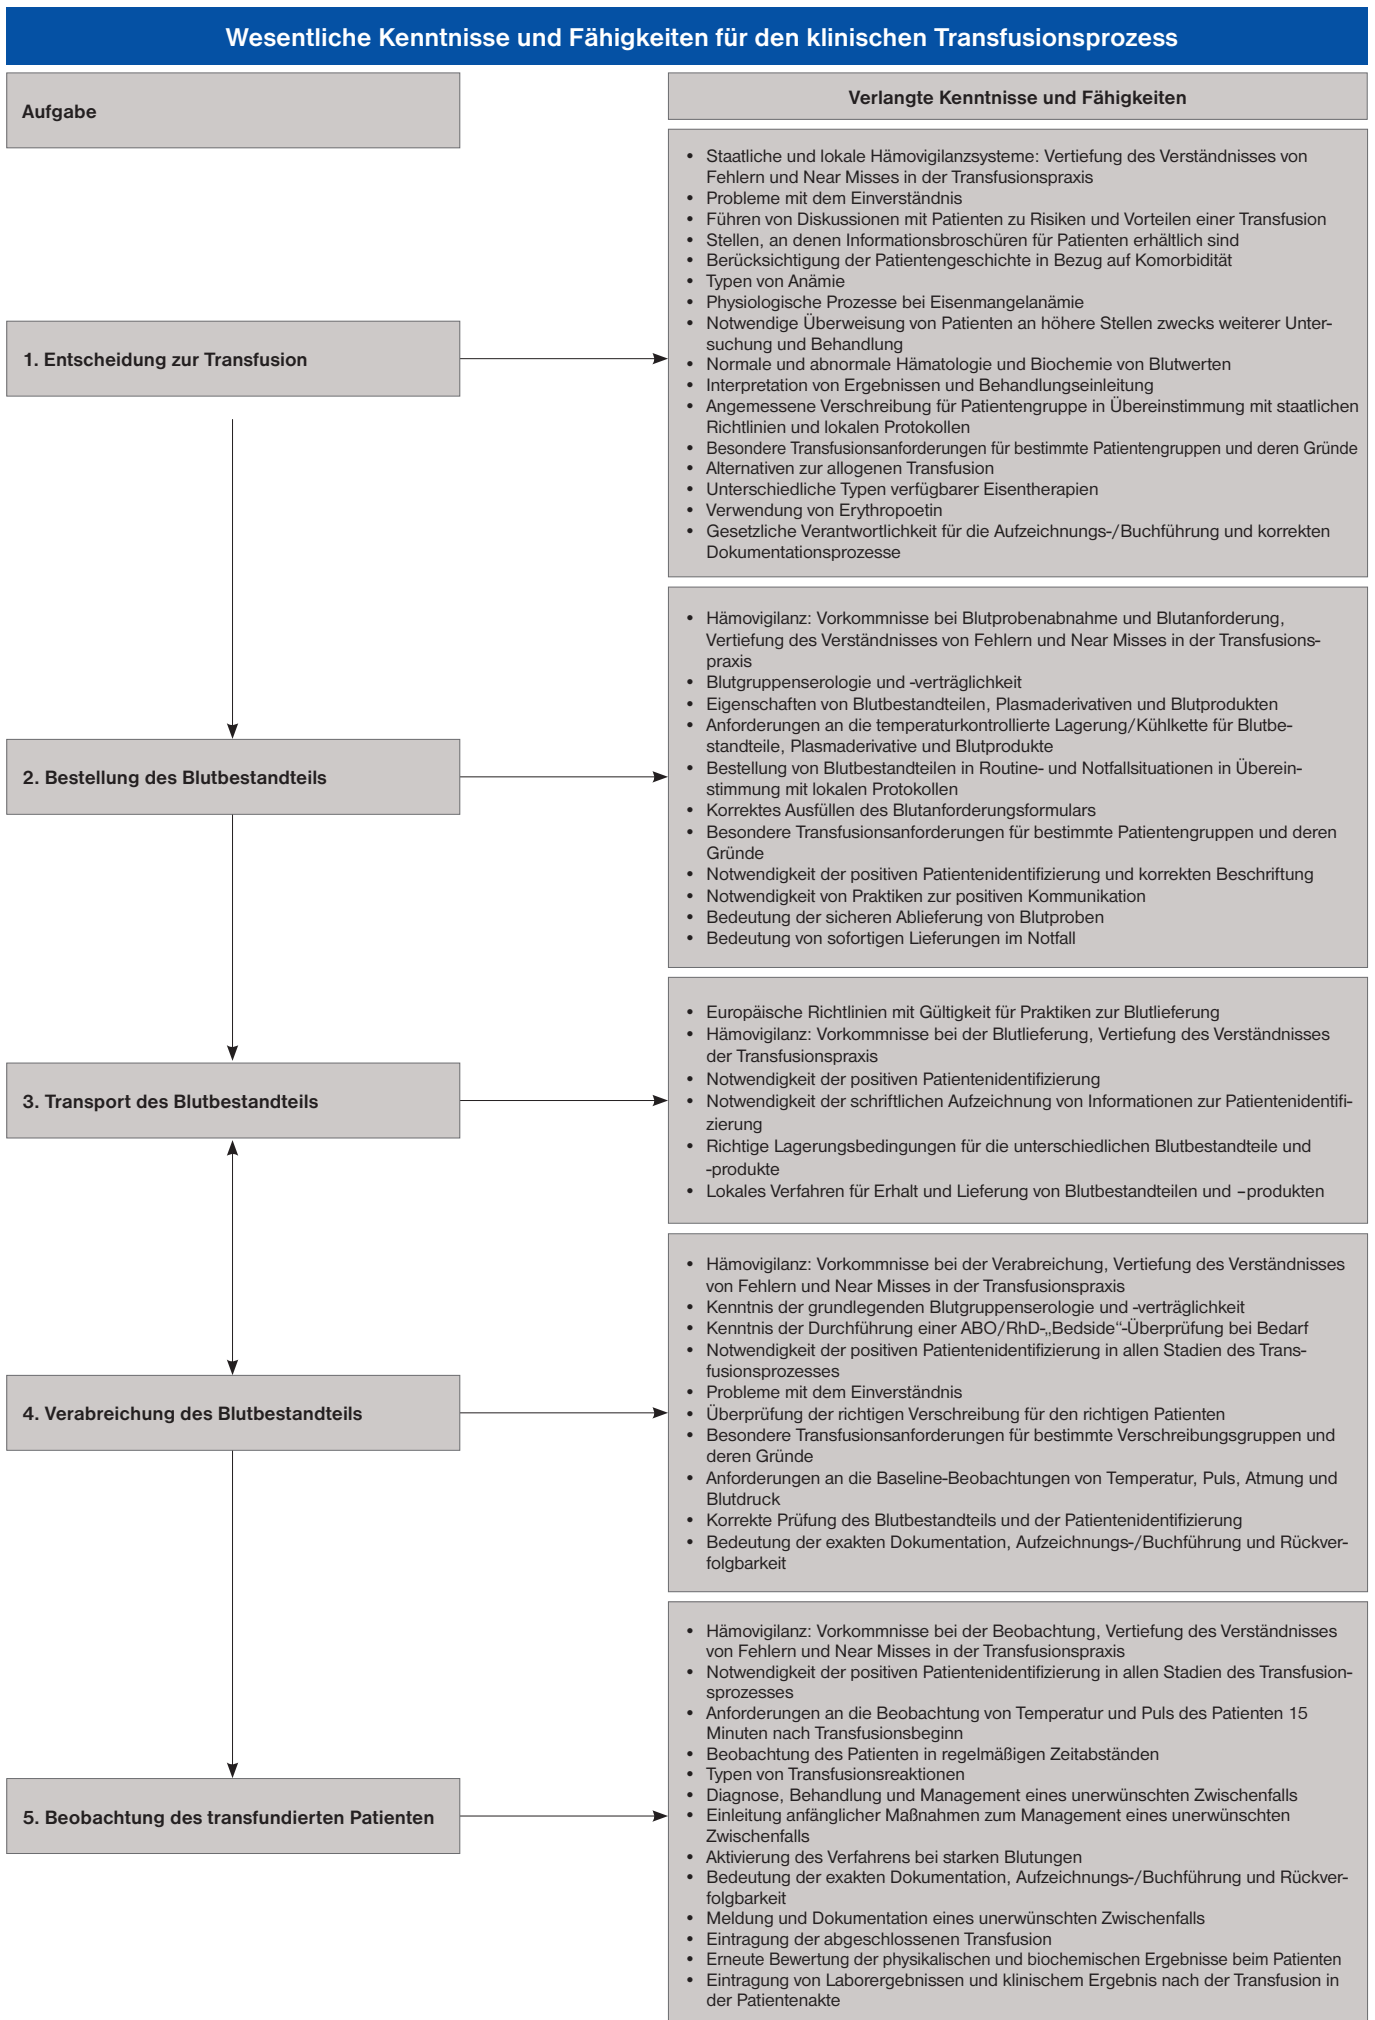 Wesentliche Kenntnisse und Fähigkeiten für den klinischen Transfusionsprozess
Aufgabe
Verlangte Kenntnisse und Fähigkeiten
1. Entscheidung zur Transfusion
• Staatliche und lokale Hämovigilanzsysteme: Vertiefung des Verständnisses von
Fehlern und Near Misses in der Transfusionspraxis
• Probleme mit dem Einverständnis
• Führen von Diskussionen mit Patienten zu Risiken und Vorteilen einer Transfusion
• Stellen, an denen Informationsbroschüren für Patienten erhältlich sind
• Berücksichtigung der Patientengeschichte in Bezug auf Komorbidität
• Typen von Anämie
• Physiologische Prozesse bei Eisenmangelanämie
• Notwendige Überweisung von Patienten an höhere Stellen zwecks weiterer Unter-
suchung und Behandlung
• Normale und abnormale Hämatologie und Biochemie von Blutwerten
• Interpretation von Ergebnissen und Behandlungseinleitung
• Angemessene Verschreibung für Patientengruppe in Übereinstimmung mit staatlichen
Richtlinien und lokalen Protokollen
• Besondere Transfusionsanforderungen für bestimmte Patientengruppen und deren Gründe
• Alternativen zur allogenen Transfusion
• Unterschiedliche Typen verfügbarer Eisentherapien
• Verwendung von Erythropoetin
• Gesetzliche Verantwortlichkeit für die Aufzeichnungs-/Buchführung und korrekten
Dokumentationsprozesse
2. Bestellung des Blutbestandteils
• Hämovigilanz: Vorkommnisse bei Blutprobenabnahme und Blutanforderung,
Vertiefung des Verständnisses von Fehlern und Near Misses in der Transfusions-
praxis
• Blutgruppenserologie und -verträglichkeit
• Eigenschaften von Blutbestandteilen, Plasmaderivativen und Blutprodukten
• Anforderungen an die temperaturkontrollierte Lagerung/Kühlkette für Blutbe-
standteile, Plasmaderivative und Blutprodukte
• Bestellung von Blutbestandteilen in Routine- und Notfallsituationen in Überein-
stimmung mit lokalen Protokollen
• Korrektes Ausfüllen des Blutanforderungsformulars
• Besondere Transfusionsanforderungen für bestimmte Patientengruppen und deren
Gründe
• Notwendigkeit der positiven Patientenidentifizierung und korrekten Beschriftung
• Notwendigkeit von Praktiken zur positiven Kommunikation
• Bedeutung der sicheren Ablieferung von Blutproben
• Bedeutung von sofortigen Lieferungen im Notfall
3. Transport des Blutbestandteils
• Europäische Richtlinien mit Gültigkeit für Praktiken zur Blutlieferung
• Hämovigilanz: Vorkommnisse bei der Blutlieferung, Vertiefung des Verständnisses
der Transfusionspraxis
• Notwendigkeit der positiven Patientenidentifizierung
• Notwendigkeit der schriftlichen Aufzeichnung von Informationen zur Patientenidentifi-
zierung
• Richtige Lagerungsbedingungen für die unterschiedlichen Blutbestandteile und
-produkte
• Lokales Verfahren für Erhalt und Lieferung von Blutbestandteilen und –produkten
4. Verabreichung des Blutbestandteils
• Hämovigilanz: Vorkommnisse bei der Verabreichung, Vertiefung des Verständnisses
von Fehlern und Near Misses in der Transfusionspraxis
• Kenntnis der grundlegenden Blutgruppenserologie und -verträglichkeit
• Kenntnis der Durchführung einer ABO/RhD-„Bedside“-Überprüfung bei Bedarf
• Notwendigkeit der positiven Patientenidentifizierung in allen Stadien des Trans-
fusionsprozesses
• Probleme mit dem Einverständnis
• Überprüfung der richtigen Verschreibung für den richtigen Patienten
• Besondere Transfusionsanforderungen für bestimmte Verschreibungsgruppen und
deren Gründe
• Anforderungen an die Baseline-Beobachtungen von Temperatur, Puls, Atmung und
Blutdruck
• Korrekte Prüfung des Blutbestandteils und der Patientenidentifizierung
• Bedeutung der exakten Dokumentation, Aufzeichnungs-/Buchführung und Rückver-
folgbarkeit
5. Beobachtung des transfundierten Patienten
• Hämovigilanz: Vorkommnisse bei der Beobachtung, Vertiefung des Verständnisses
von Fehlern und Near Misses in der Transfusionspraxis
• Notwendigkeit der positiven Patientenidentifizierung in allen Stadien des Transfusion-
sprozesses
• Anforderungen an die Beobachtung von Temperatur und Puls des Patienten 15
Minuten nach Transfusionsbeginn
• Beobachtung des Patienten in regelmäßigen Zeitabständen
• Typen von Transfusionsreaktionen
• Diagnose, Behandlung und Management eines unerwünschten Zwischenfalls
• Einleitung anfänglicher Maßnahmen zum Management eines unerwünschten
Zwischenfalls
• Aktivierung des Verfahrens bei starken Blutungen
• Bedeutung der exakten Dokumentation, Aufzeichnungs-/Buchführung und Rückver-
folgbarkeit
• Meldung und Dokumentation eines unerwünschten Zwischenfalls
• Eintragung der abgeschlossenen Transfusion
• Erneute Bewertung der physikalischen und biochemischen Ergebnisse beim Patienten
• Eintragung von Laborergebnissen und klinischem Ergebnis nach der Transfusion in
der Patientenakte